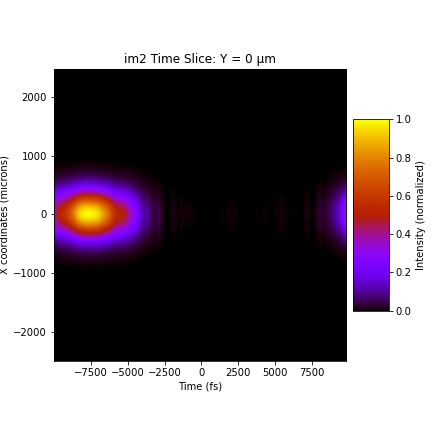 im2 Time Slice: Y = 0 μm
X coordinates (microns)
2000
1000
0
−1000
−2000
−7500 −5000 −2500 0 2500 5000 7500
Time (fs)
1.0
0.8
0.6
0.4
0.2
0.0
Intensity (normalized)